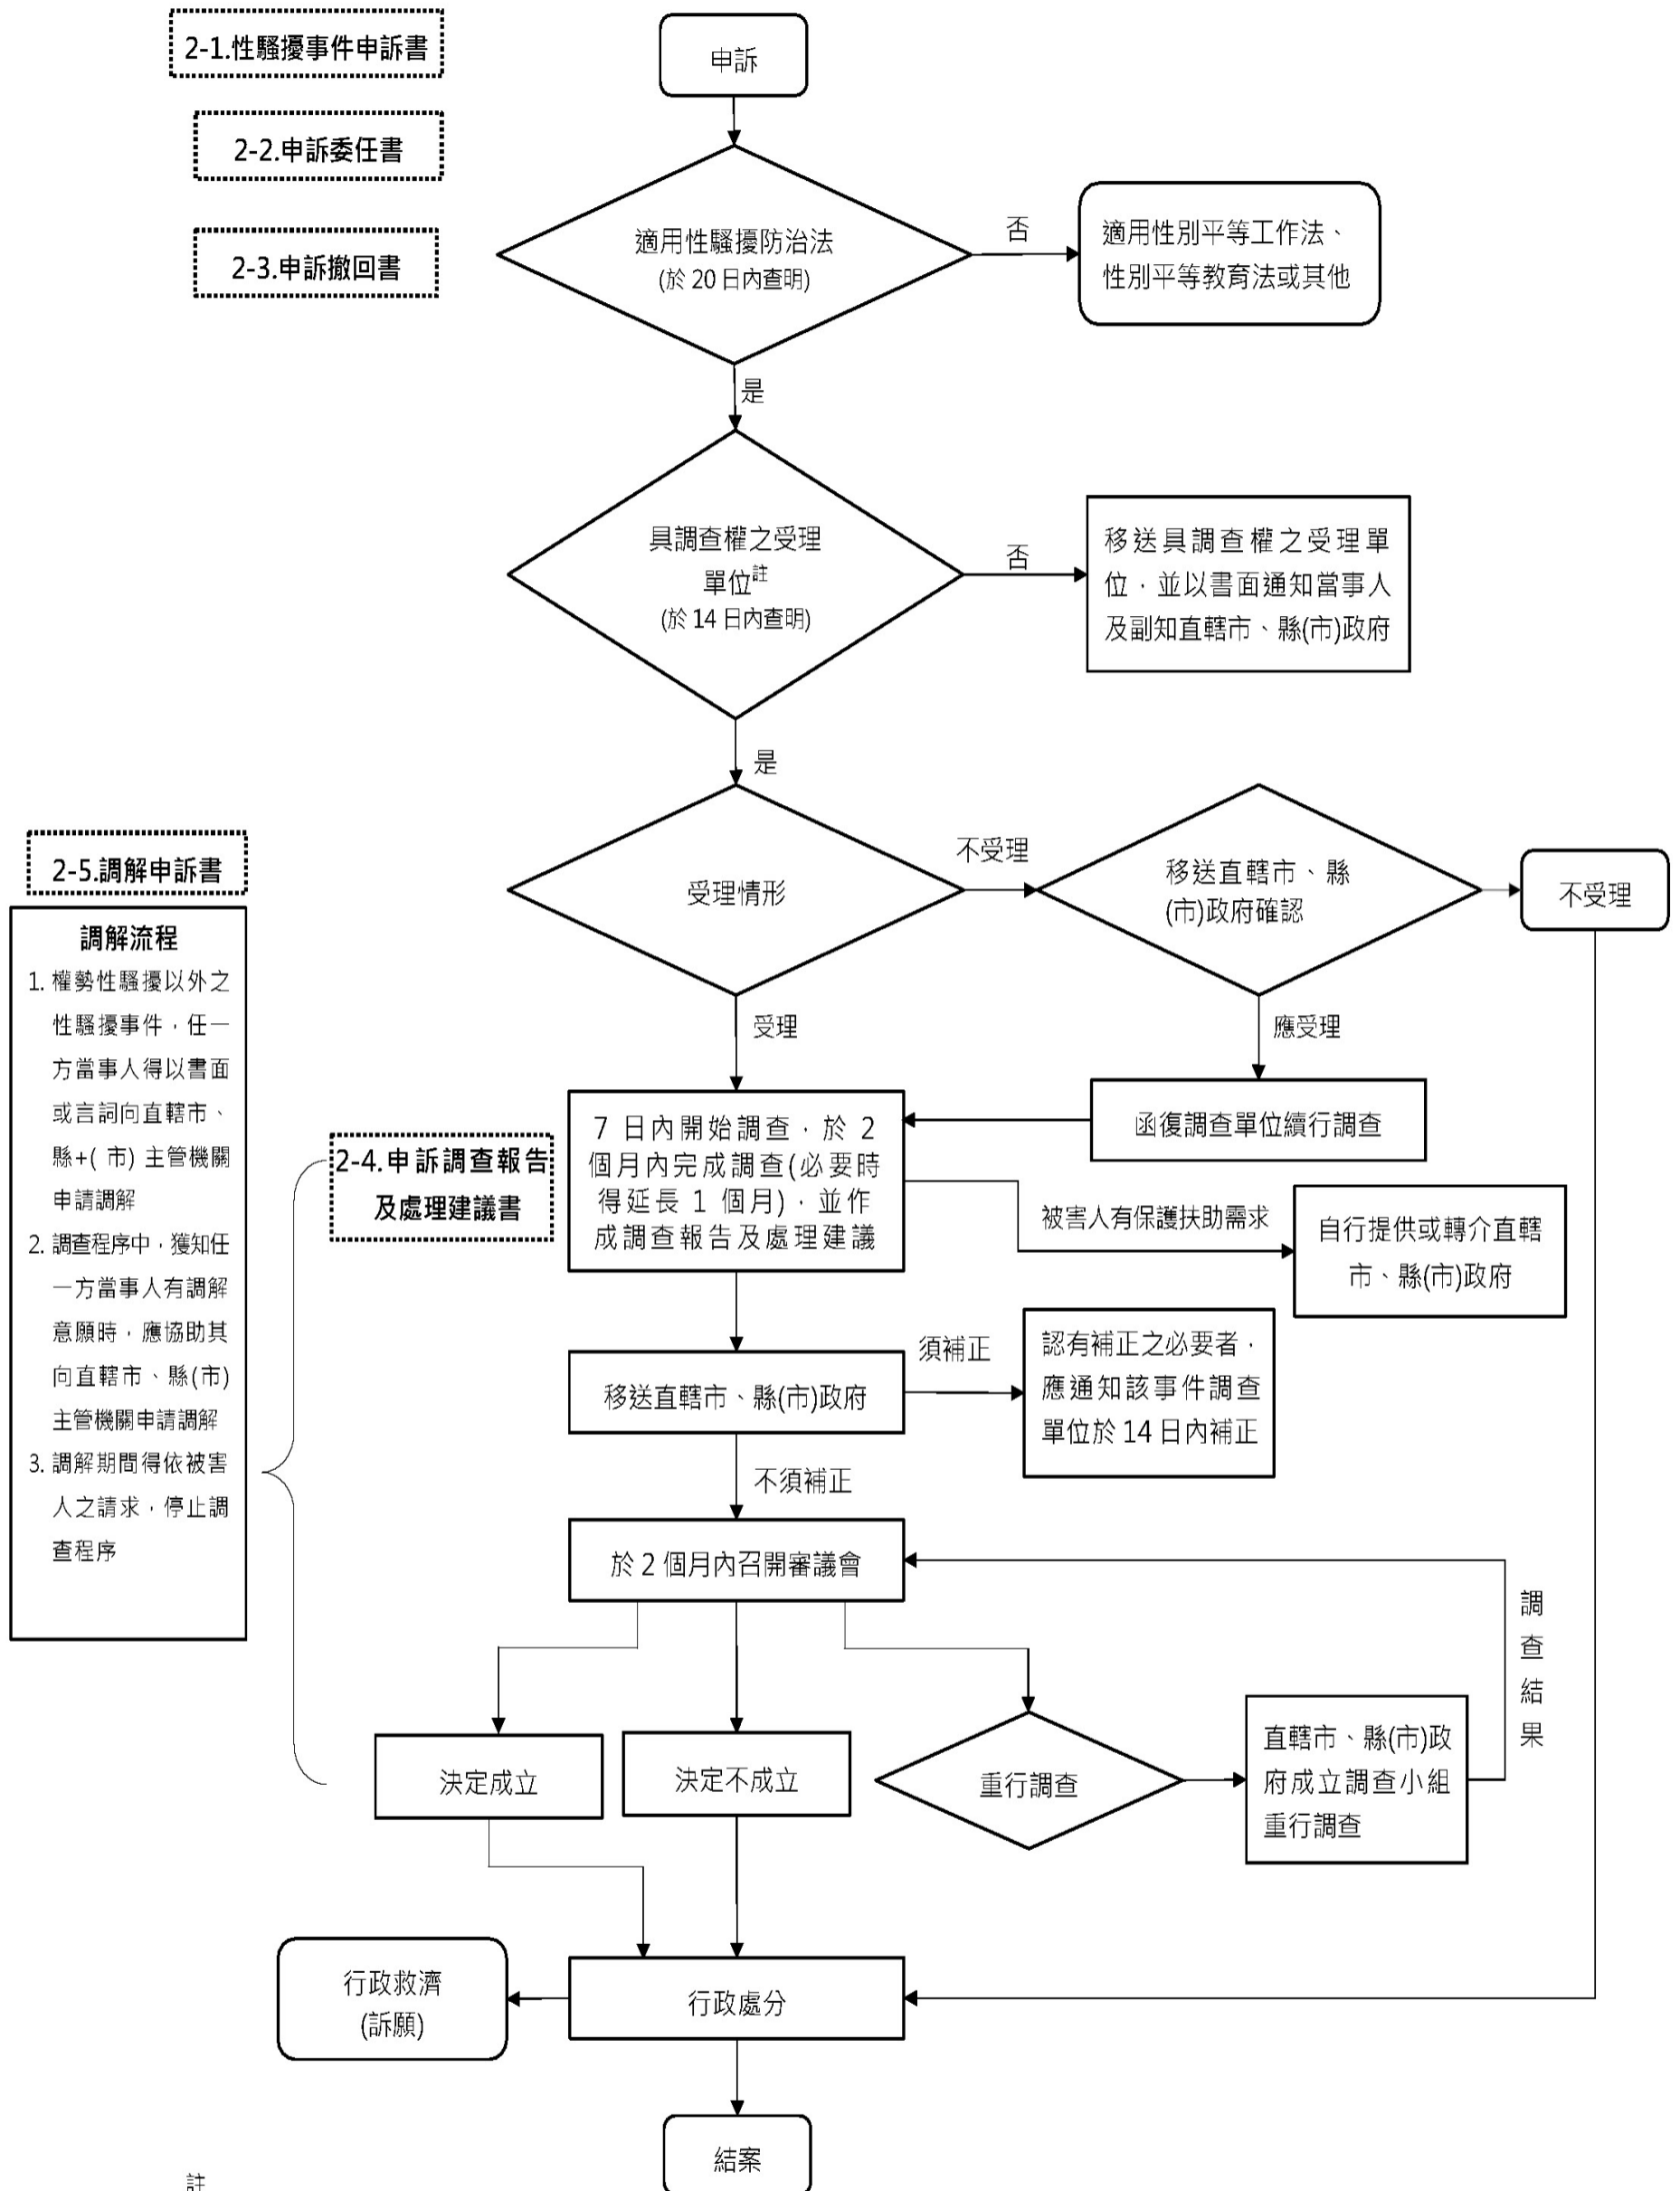 2-1.性騷擾事件申訴書
申訴
2-2.申訴委任書
適用性騷擾防治法
(於 20 日內查明)
否
適用性別平等工作法、
性別平等教育法或其他
2-3.申訴撤回書
是
具調查權之受理
單位註
(於 14 日內查明)
否
移送具調查權之受理單
位，並以書面通知當事人
及副知直轄市、縣(市)政府
是
受理情形
不受理
移送直轄市、縣
(市)政府確認
不受理
受理
應受理
2-5.調解申訴書
調解流程
1. 權勢性騷擾以外之
性騷擾事件，任一
方當事人得以書面
或言詞向直轄市、
縣+( 市) 主管機關
申請調解
2. 調查程序中，獲知任
一方當事人有調解
意願時，應協助其
向直轄市、縣(市)
主管機關申請調解
3. 調解期間得依被害
人之請求，停止調
查程序
2-4.申訴調查報告
及處理建議書
7 日內開始調查，於 2
個月內完成調查(必要時
得延長 1 個月)，並作
成調查報告及處理建議
函復調查單位續行調查
被害人有保護扶助需求
自行提供或轉介直轄
市、縣(市)政府
移送直轄市、縣(市)政府
須補正
認有補正之必要者，
應通知該事件調查
單位於 14 日內補正
不須補正
於 2 個月內召開審議會
調查結果
決定成立
決定不成立
重行調查
直轄市、縣(市)政
府成立調查小組
重行調查
行政救濟
(訴願)
行政處分
結案
註